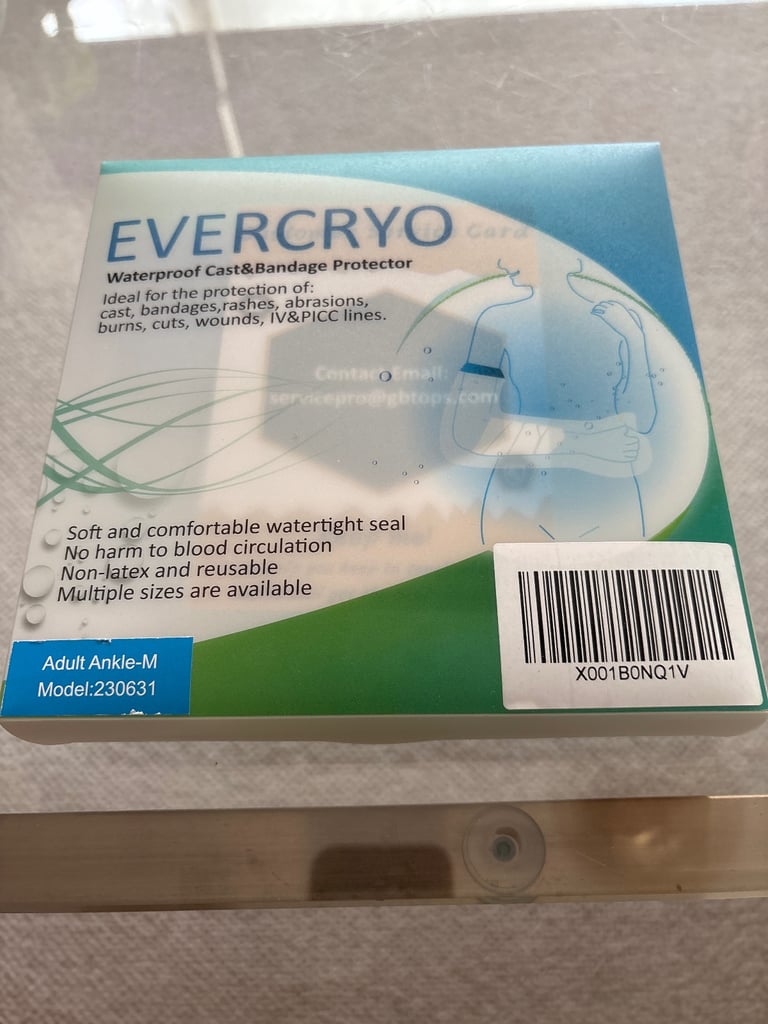 EVERCRYO
Waterproof Cast&Bandage Protector
Ideal for the protection of:
cast, bandages,rashes, abrasions,
burns, cuts, wounds, IV&PICC lines.
Card
Contact Email:
servicepro@gbtops.com
Soft and comfortable watertight seal
No harm to blood circulation
Non-latex and reusable
Multiple sizes are available
Adult Ankle-M
Model:230631
X001B0NQ1V